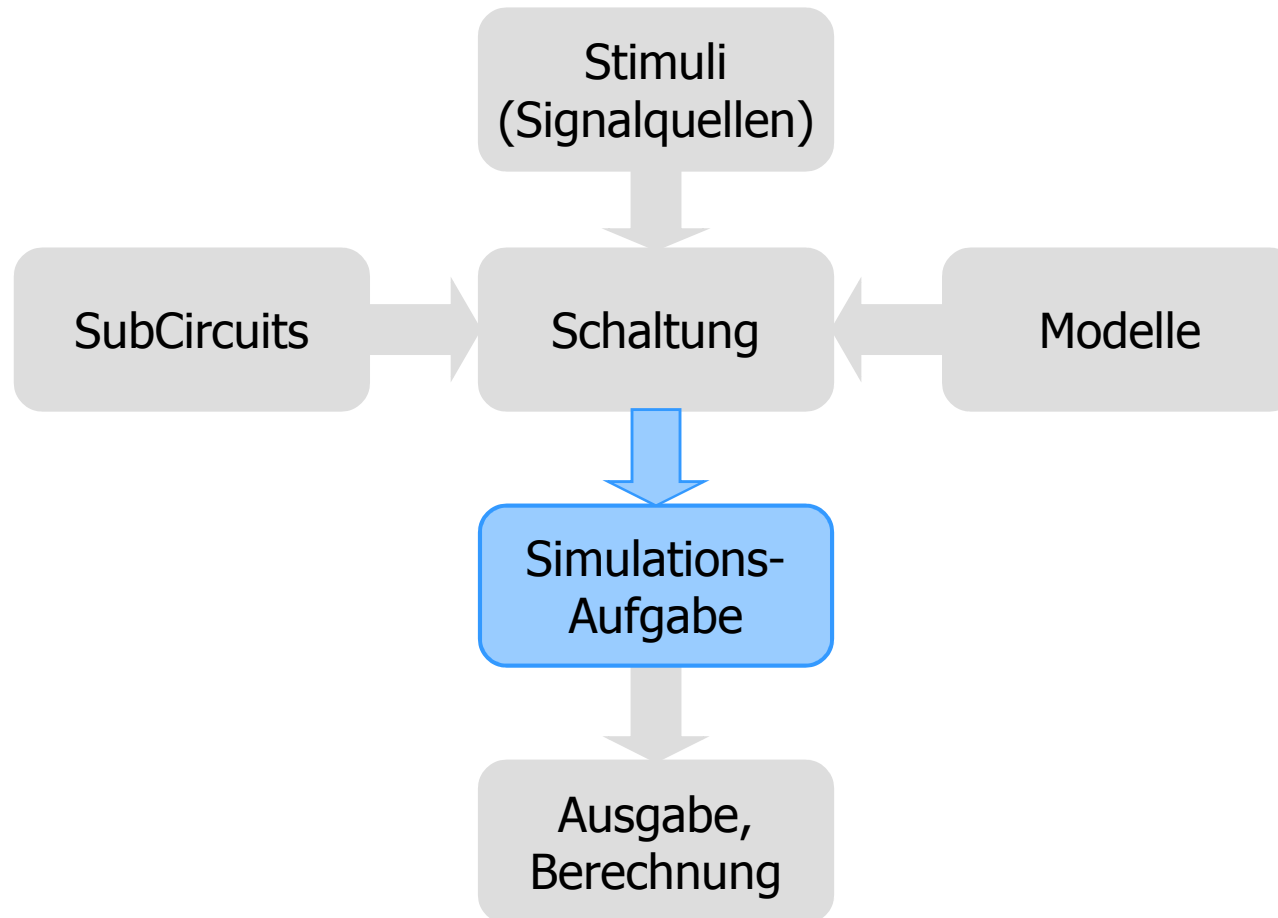 Stimuli
(Signalquellen)
SubCircuits
Schaltung
Modelle
Simulations-
Aufgabe
Ausgabe,
Berechnung